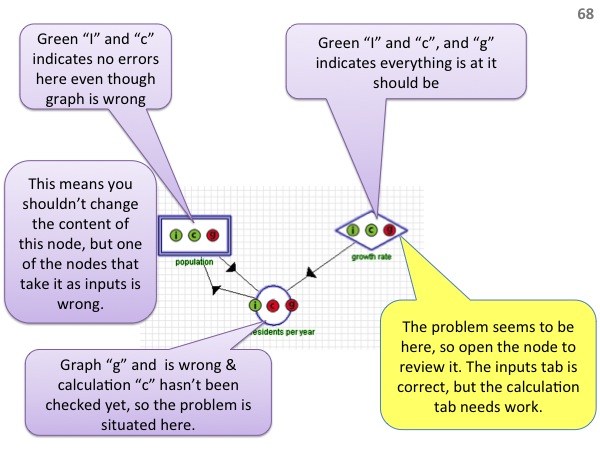 68
Green “I” and “c”
indicates no errors
here even though
graph is wrong
Green “I” and “c”, and “g”
indicates everything is at it
should be
This means you
shouldn’t change
the content of
this node, but one
of the nodes that
take it as inputs is
wrong.
i c g
population
i c g
growth rate
i c g
esidents per year
Graph “g” and  is wrong &
calculation “c” hasn’t been
checked yet, so the problem is
situated here.
The problem seems to be
here, so open the node to
review it. The inputs tab is
correct, but the calculation
tab needs work.